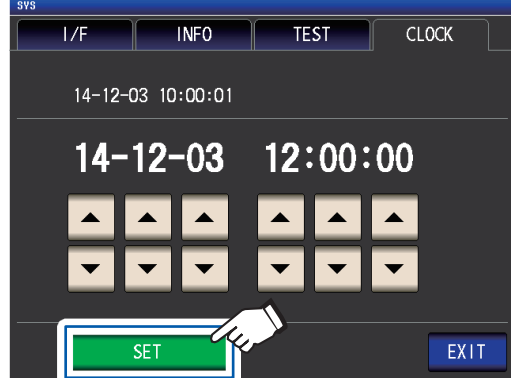 SYS
I/F INFO TEST CLOCK
14-12-03 10:00:01
14-12-03 12:00:00
SET
EXIT